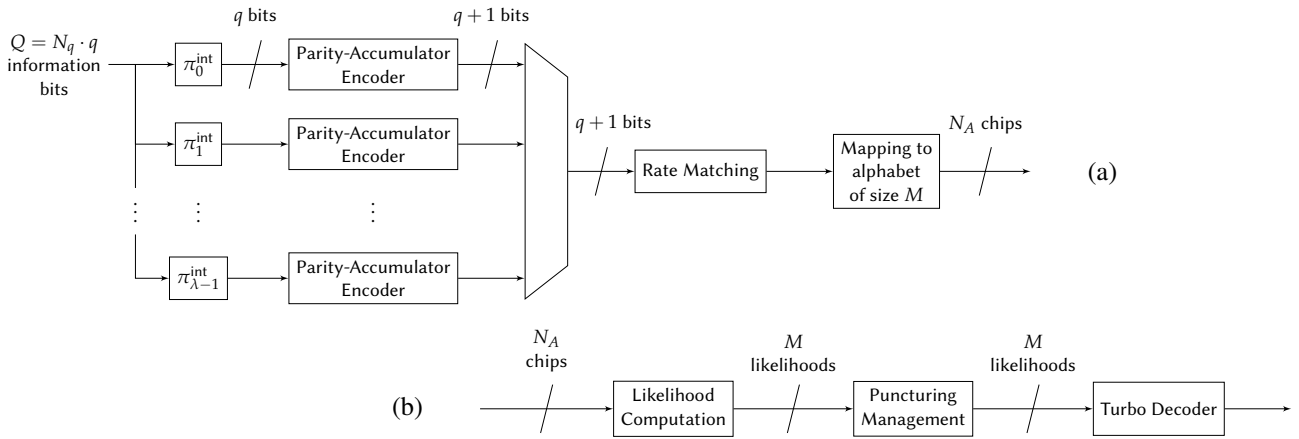 Q = N_q · q
information
bits
q bits
q + 1 bits
π_0^int
Parity-Accumulator
Encoder
π_1^int
Parity-Accumulator
Encoder
⋮ ⋮ ⋮
π_{λ−1}^int
Parity-Accumulator
Encoder
q + 1 bits
Rate Matching
Mapping to
alphabet
of size M
N_A chips
(a)
(b)
N_A
chips
Likelihood
Computation
M
likelihoods
Puncturing
Management
M
likelihoods
Turbo Decoder